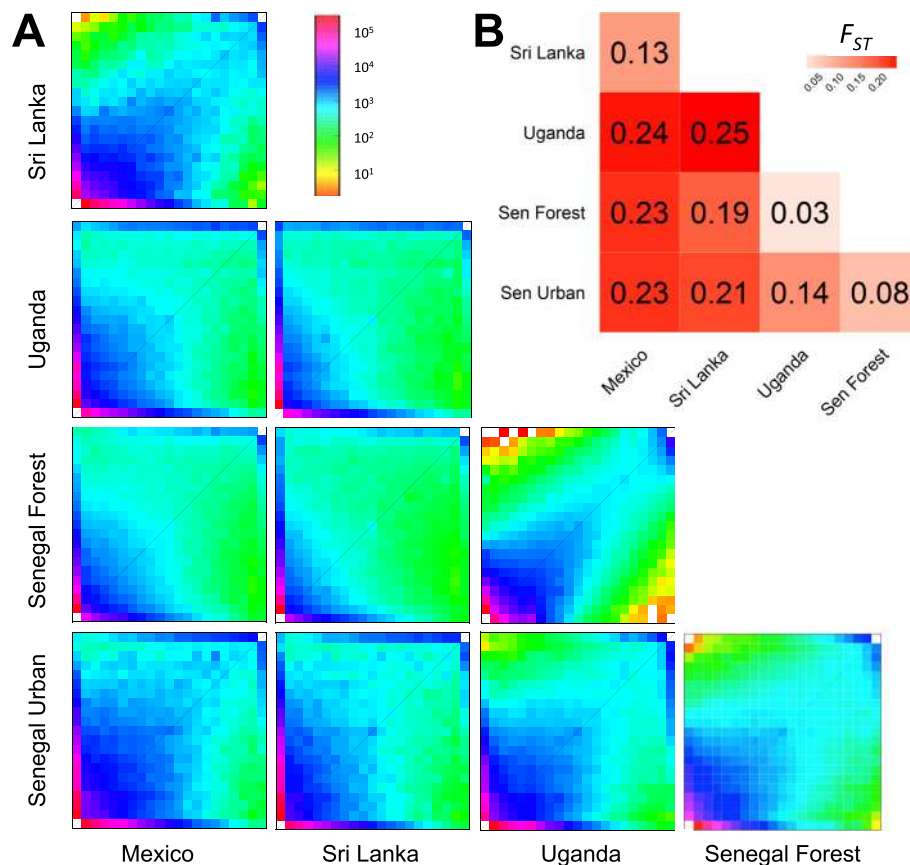 A
Sri Lanka
10⁵
10⁴
10³
10²
10¹
Uganda
Senegal Forest
Senegal Urban
Mexico
Sri Lanka
Uganda
Senegal Forest
B
F_ST
0.05
0.10
0.15
0.20
Sri Lanka
0.13
Uganda
0.24 0.25
Sen Forest
0.23 0.19 0.03
Sen Urban
0.23 0.21 0.14 0.08
Mexico
Sri Lanka
Uganda
Sen Forest